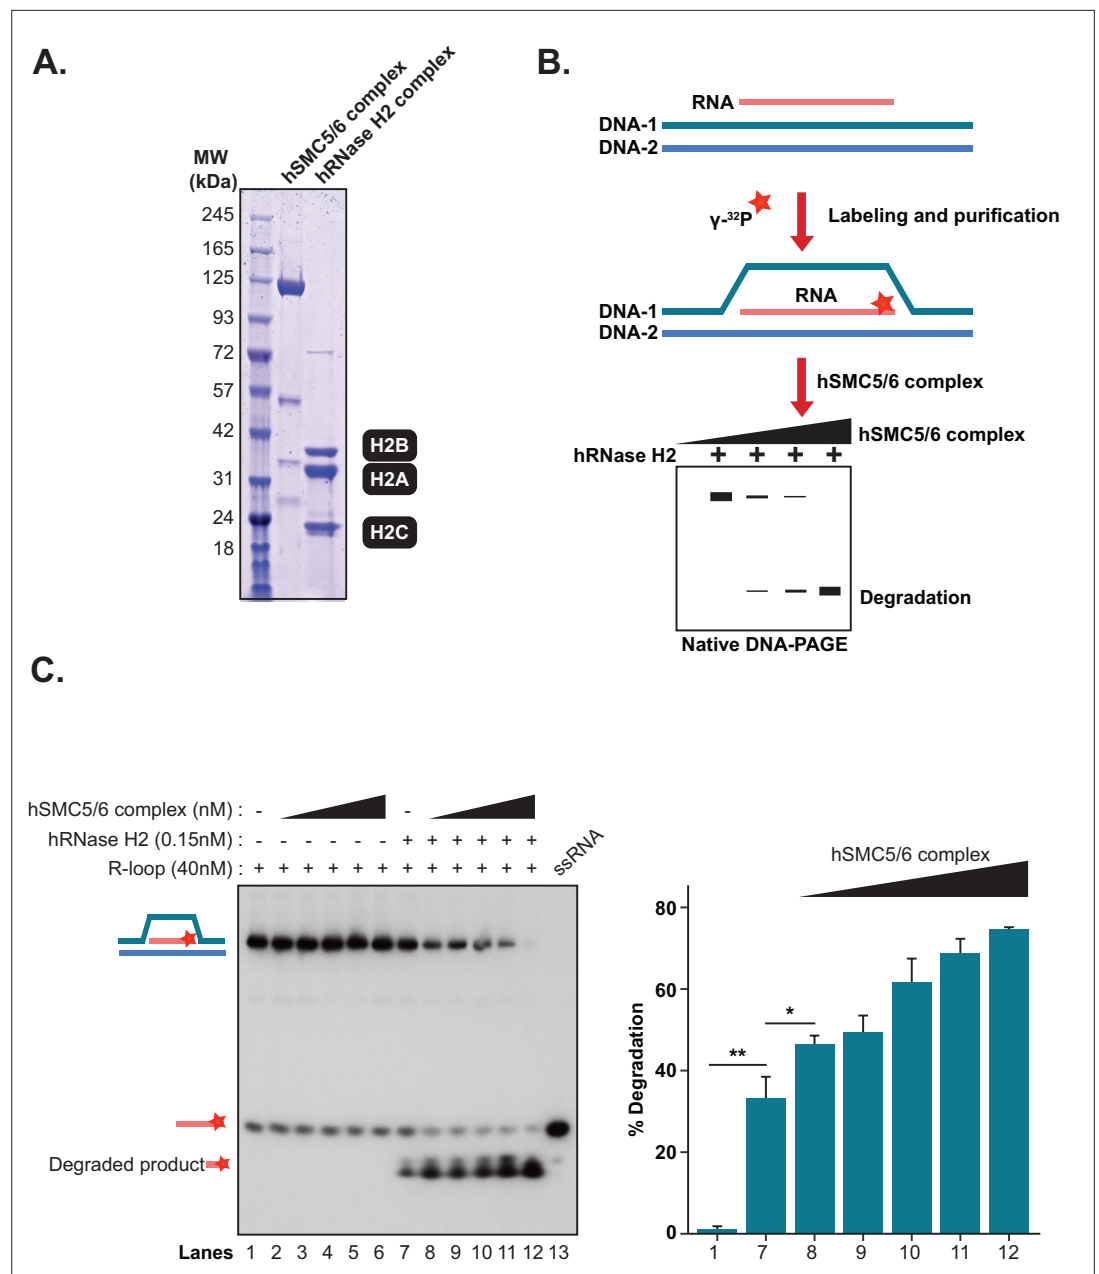 A.
hSMC5/6 complex
hRNase H2 complex
MW
(kDa)
245
165
125
93
72
57
42
31
24
18
H2B
H2A
H2C
B.
RNA
DNA-1
DNA-2
γ-³²P
Labeling and purification
RNA
DNA-1
DNA-2
hSMC5/6 complex
hSMC5/6 complex
hRNase H2 + + + +
Degradation
Native DNA-PAGE
C.
hSMC5/6 complex (nM) : - -
hRNase H2 (0.15nM) : - - - - - - + + + + + +
R-loop (40nM) : + + + + + + + + + + + +
ssRNA
Degraded product
Lanes 1 2 3 4 5 6 7 8 9 10 11 12 13
hSMC5/6 complex
% Degradation
80
60
40
20
0
**
*
1 7 8 9 10 11 12